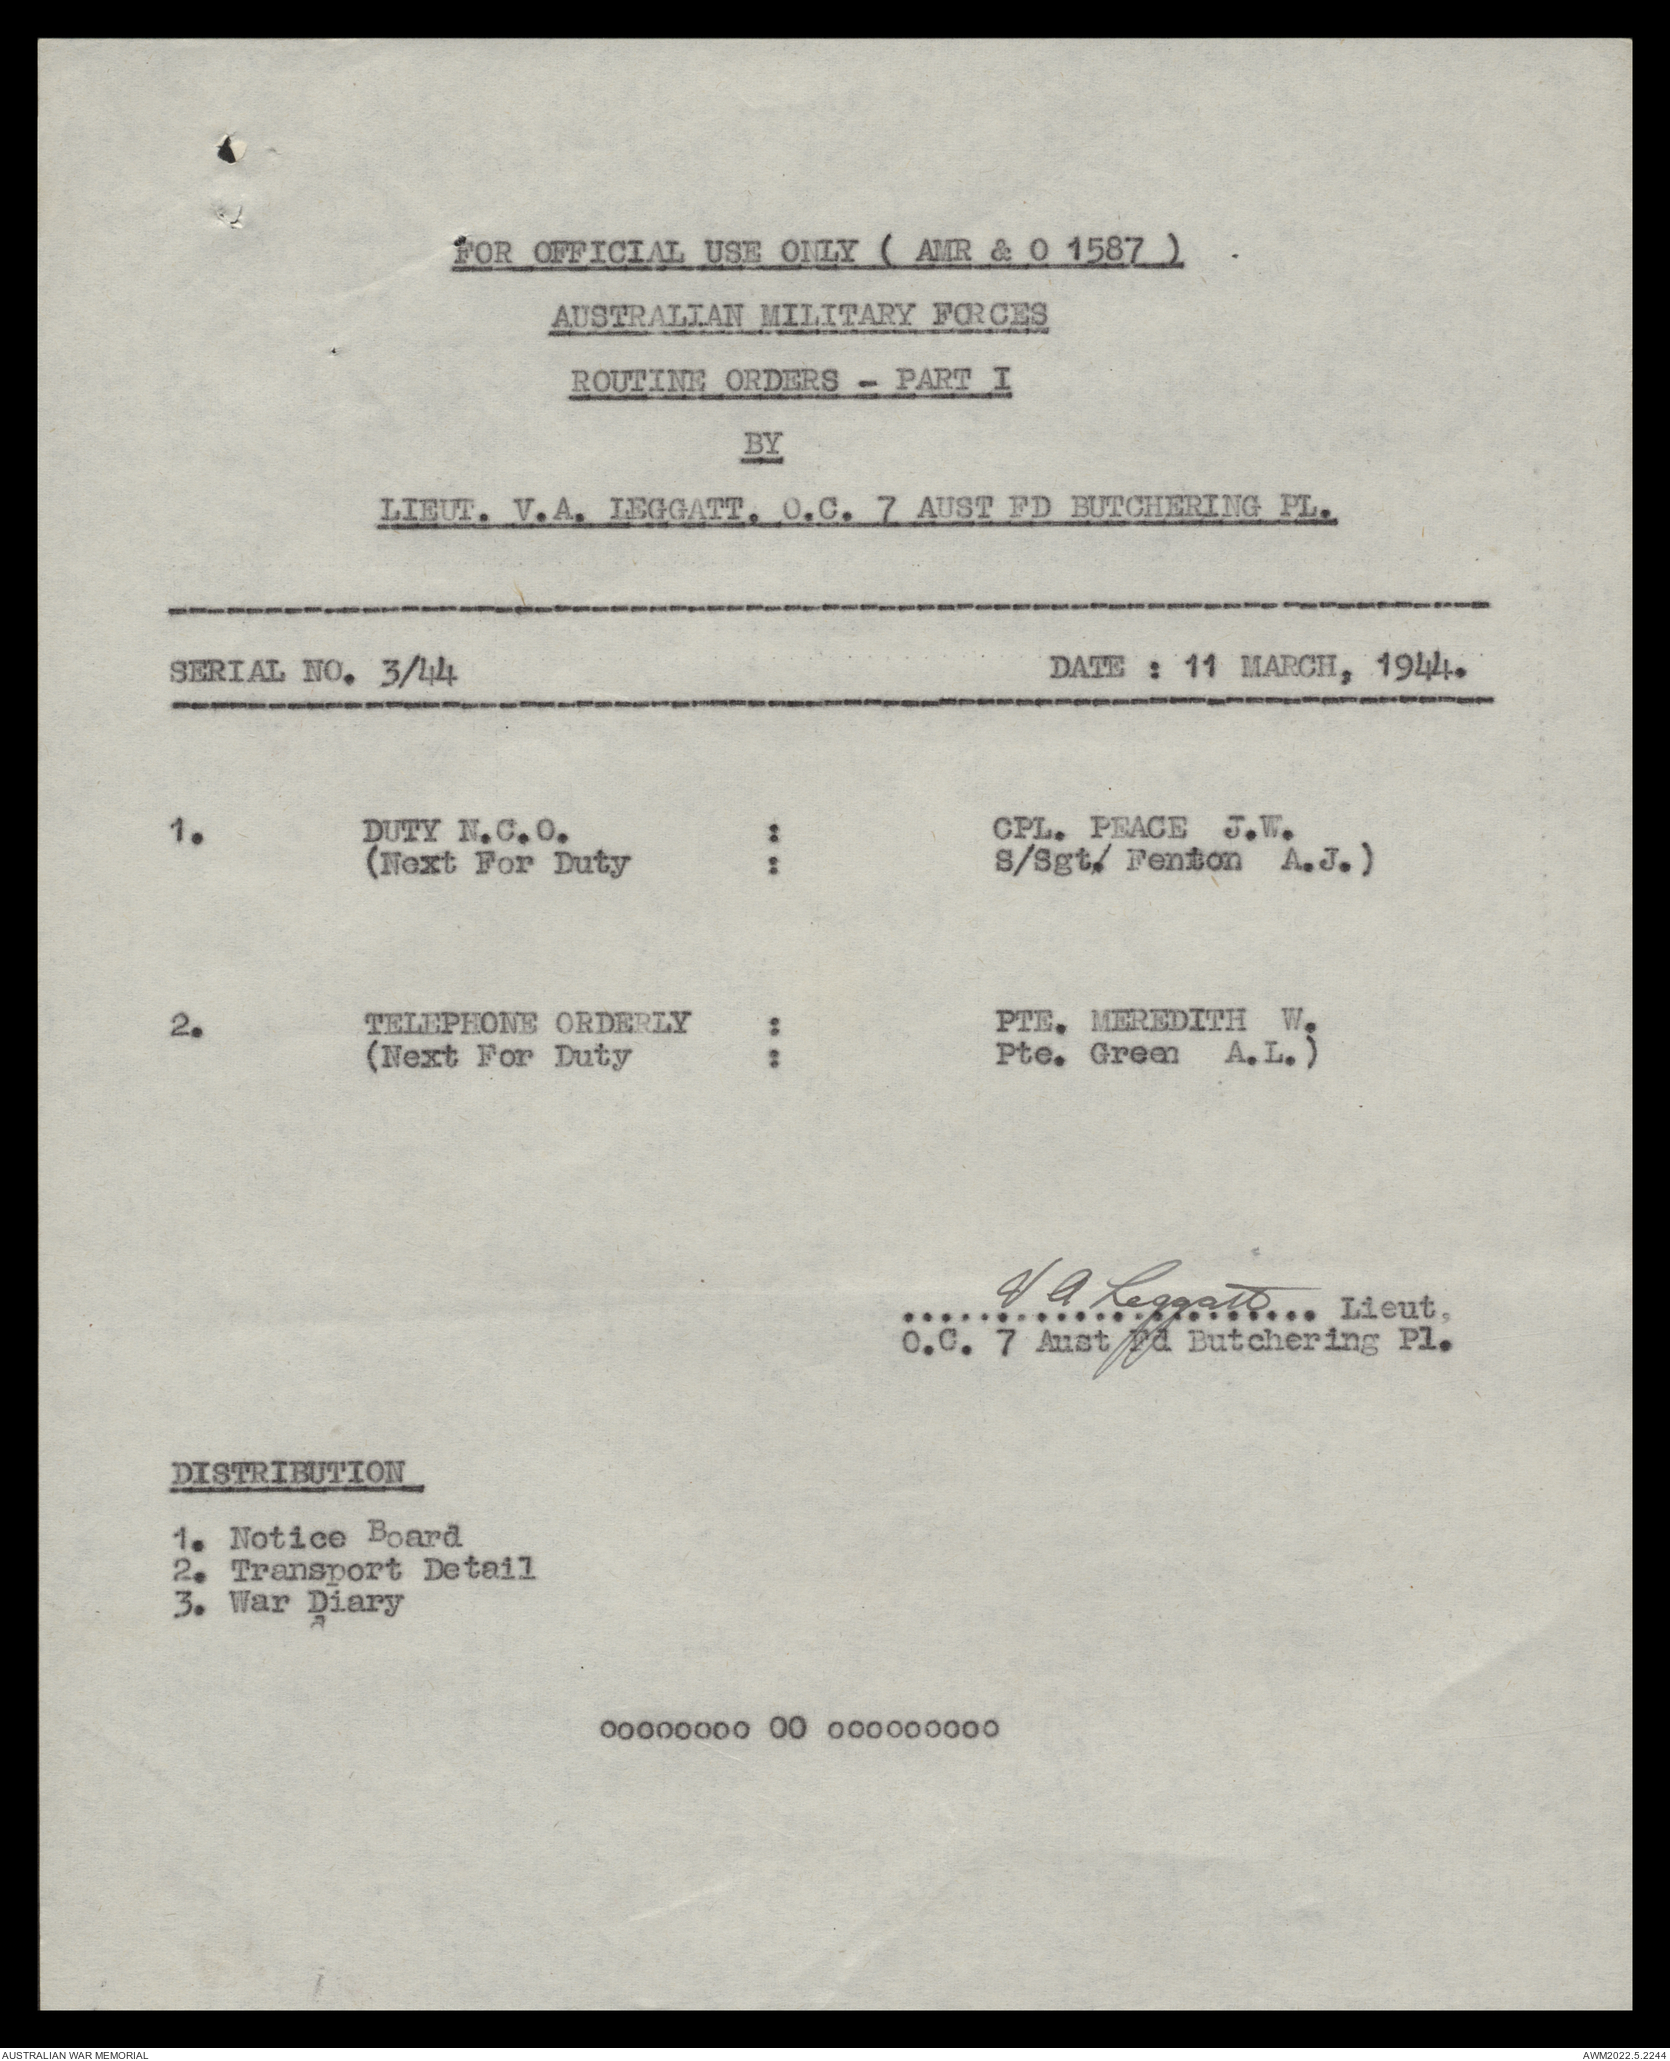 FOR OFFICIAL USE ONLY ( AMR & O 1587 )
AUSTRALIAN MILITARY FORCES
ROUTINE ORDERS - PART I
BY
LIEUT. V.A. LEGGATT. O.C. 7 AUST FD BUTCHERING PL.
SERIAL NO. 3/44 DATE : 11 MARCH, 1944.
1. DUTY N.C.O. : CPL. PEACE J.W.
(Next For Duty : S/Sgt/ Fenton A.J.)
2. TELEPHONE ORDERLY : PTE. MEREDITH W.
(Next For Duty : Pte. Green A.L.)
V A Leggatt
...................... Lieut,
O.C. 7 Aust Fd Butchering Pl.
DISTRIBUTION
1. Notice Board
2. Transport Detail
3. War Diary
oooooooo OO ooooooooo
AUSTRALIAN WAR MEMORIAL AWM2022.5.2244